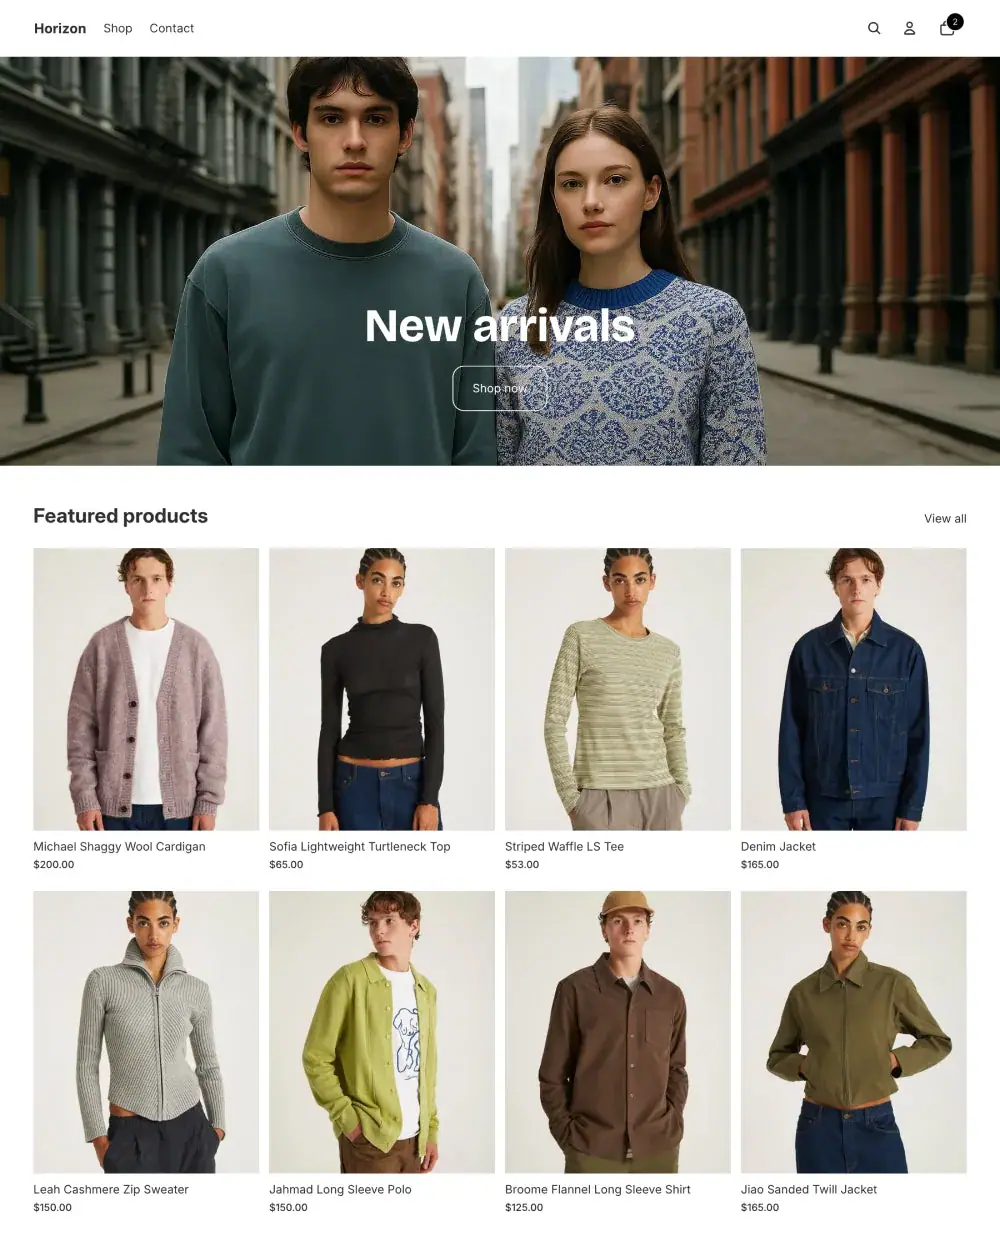 Horizon Shop Contact 2
New arrivals
Shop now
Featured products View all
Michael Shaggy Wool Cardigan
$200.00
Sofia Lightweight Turtleneck Top
$65.00
Striped Waffle LS Tee
$53.00
Denim Jacket
$165.00
Leah Cashmere Zip Sweater
$150.00
Jahmad Long Sleeve Polo
$150.00
Broome Flannel Long Sleeve Shirt
$125.00
Jiao Sanded Twill Jacket
$165.00